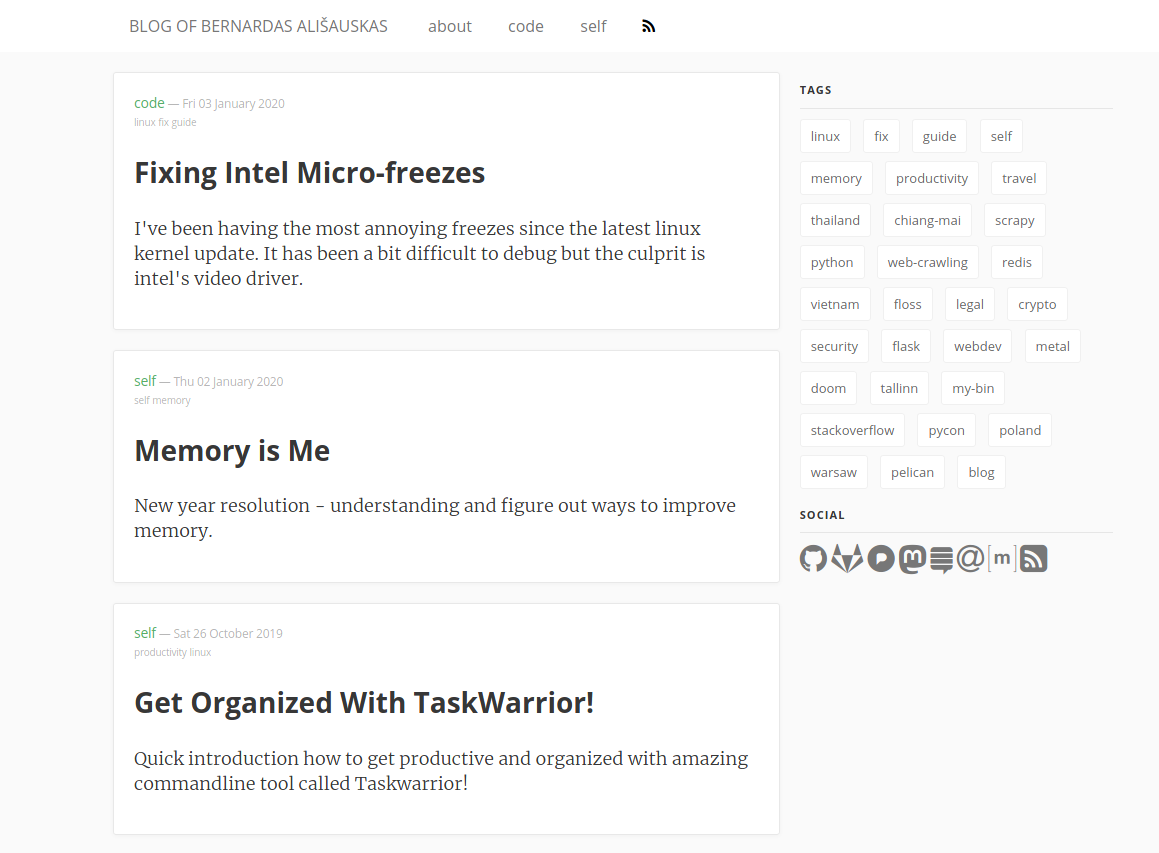 BLOG OF BERNARDAS ALIŠAUSKAS about code self
code — Fri 03 January 2020
linux fix guide
Fixing Intel Micro-freezes
I've been having the most annoying freezes since the latest linux
kernel update. It has been a bit difficult to debug but the culprit is
intel's video driver.
self — Thu 02 January 2020
self memory
Memory is Me
New year resolution - understanding and figure out ways to improve
memory.
self — Sat 26 October 2019
productivity linux
Get Organized With TaskWarrior!
Quick introduction how to get productive and organized with amazing
commandline tool called Taskwarrior!
TAGS
linux fix guide self
memory productivity travel
thailand chiang-mai scrapy
python web-crawling redis
vietnam floss legal crypto
security flask webdev metal
doom tallinn my-bin
stackoverflow pycon poland
warsaw pelican blog
SOCIAL
@ [m]